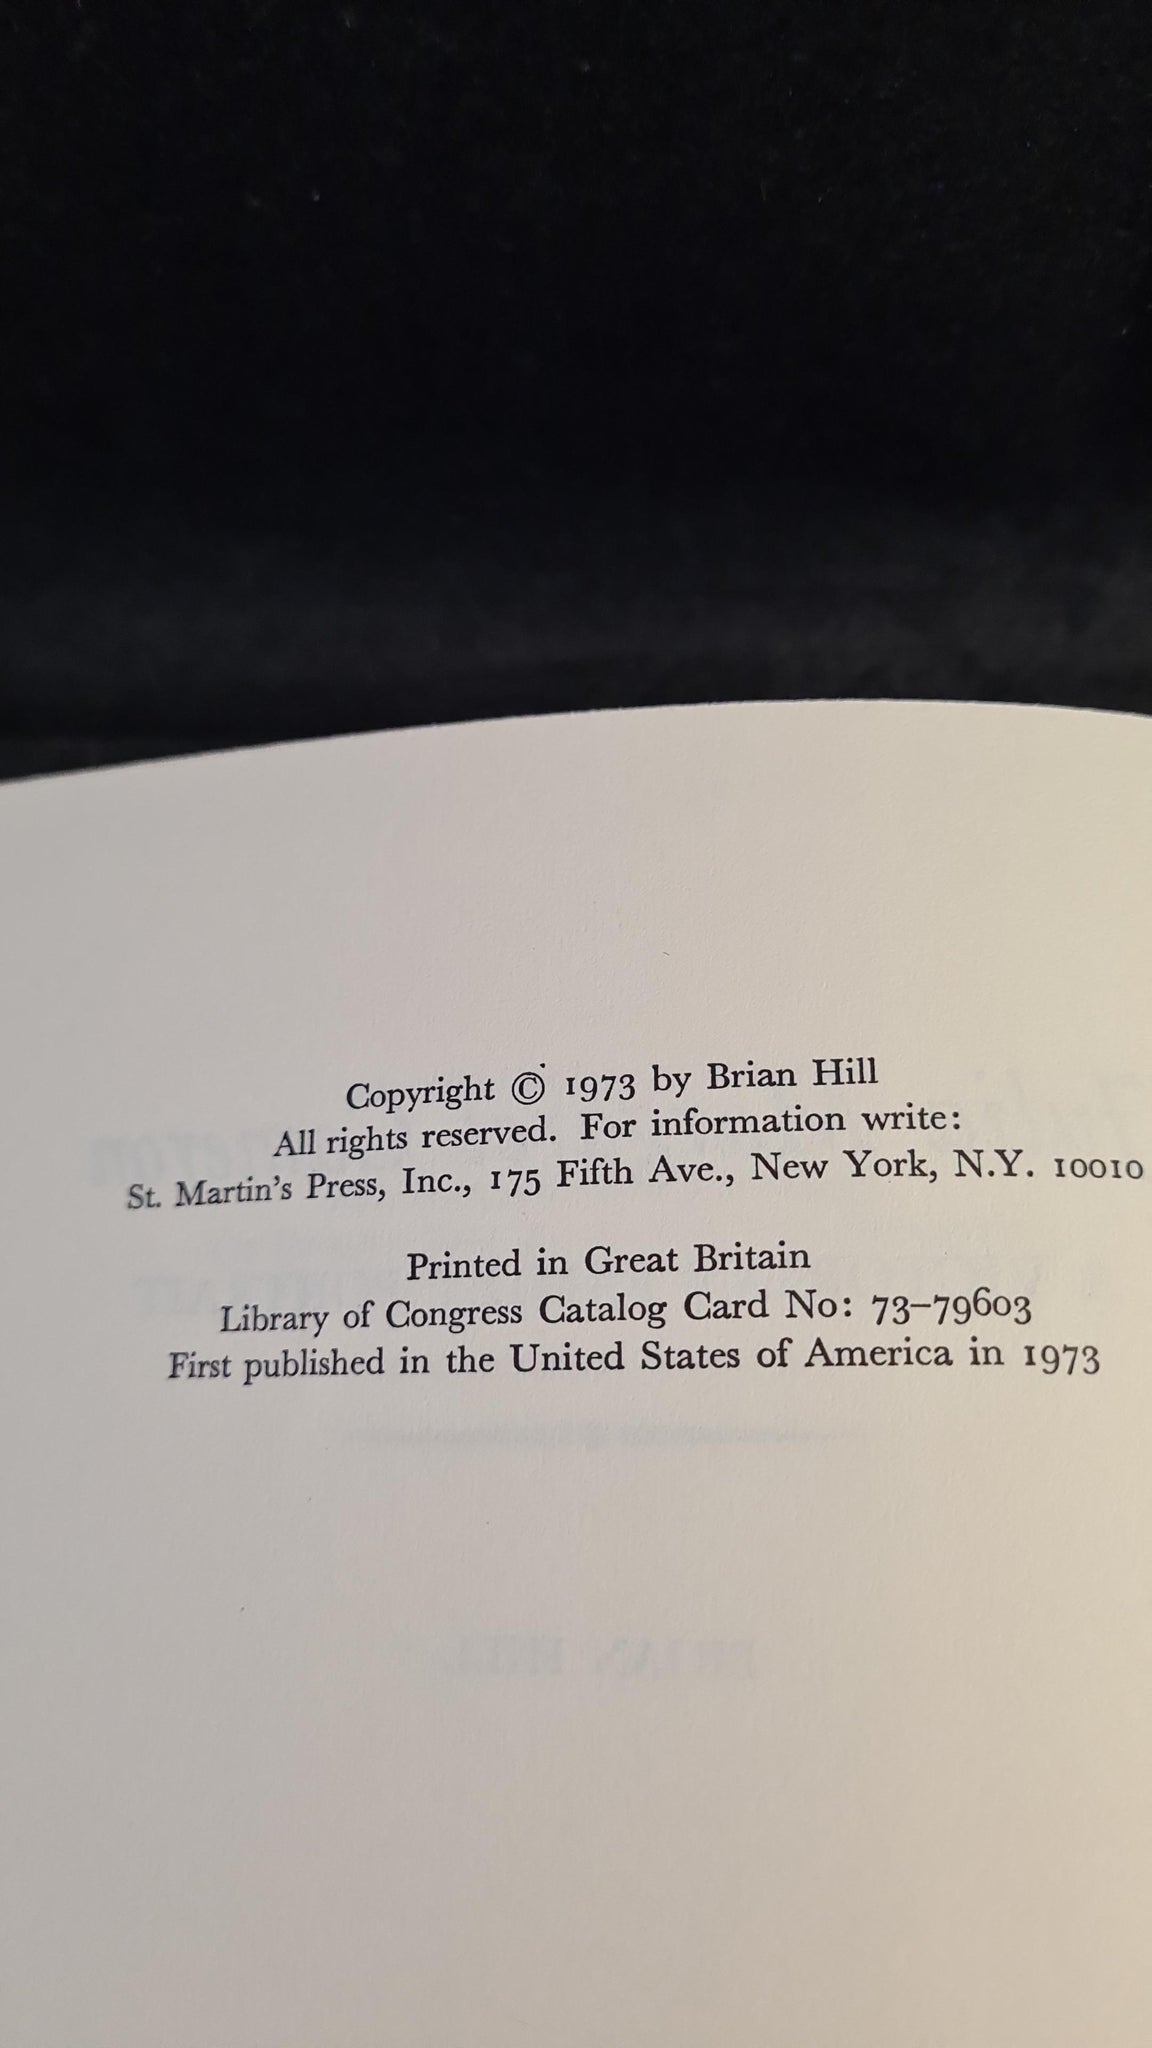 Copyright © 1973 by Brian Hill
All rights reserved. For information write:
St. Martin's Press, Inc., 175 Fifth Ave., New York, N.Y. 10010
Printed in Great Britain
Library of Congress Catalog Card No: 73–79603
First published in the United States of America in 1973
BRIAN HILL